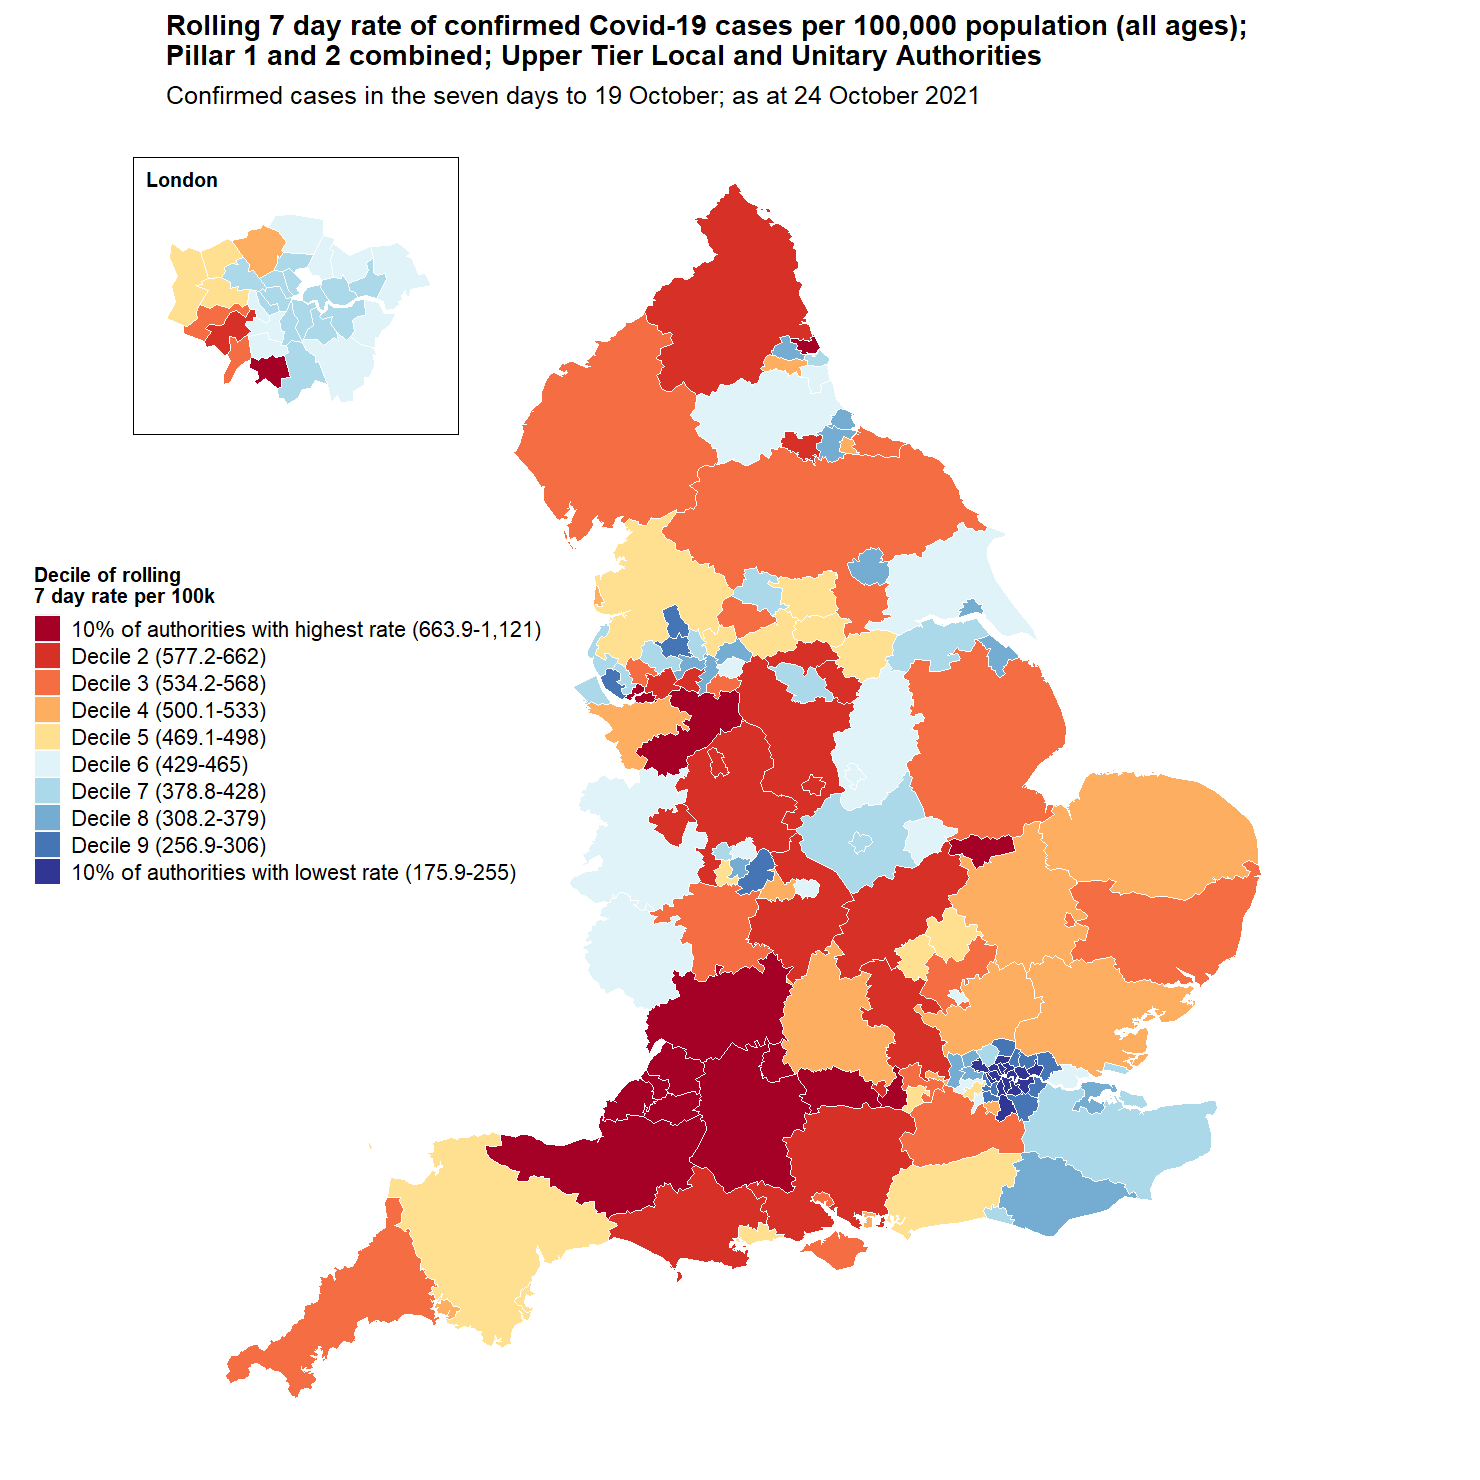 Rolling 7 day rate of confirmed Covid-19 cases per 100,000 population (all ages);
Pillar 1 and 2 combined; Upper Tier Local and Unitary Authorities
Confirmed cases in the seven days to 19 October; as at 24 October 2021
London
Decile of rolling
7 day rate per 100k
10% of authorities with highest rate (663.9-1,121)
Decile 2 (577.2-662)
Decile 3 (534.2-568)
Decile 4 (500.1-533)
Decile 5 (469.1-498)
Decile 6 (429-465)
Decile 7 (378.8-428)
Decile 8 (308.2-379)
Decile 9 (256.9-306)
10% of authorities with lowest rate (175.9-255)